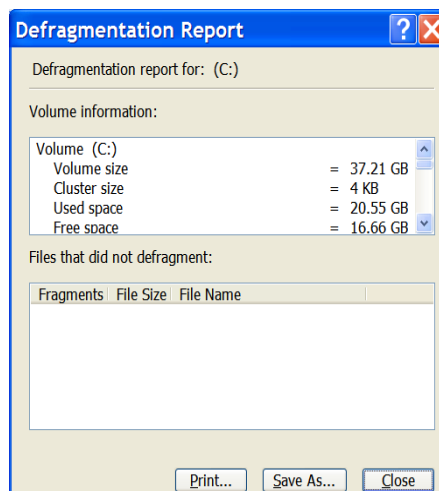 Defragmentation Report
Defragmentation report for: (C:)
Volume information:
Volume (C:)
Volume size = 37.21 GB
Cluster size = 4 KB
Used space = 20.55 GB
Free space = 16.66 GB
Files that did not defragment:
Fragments File Size File Name
Print... Save As... Close